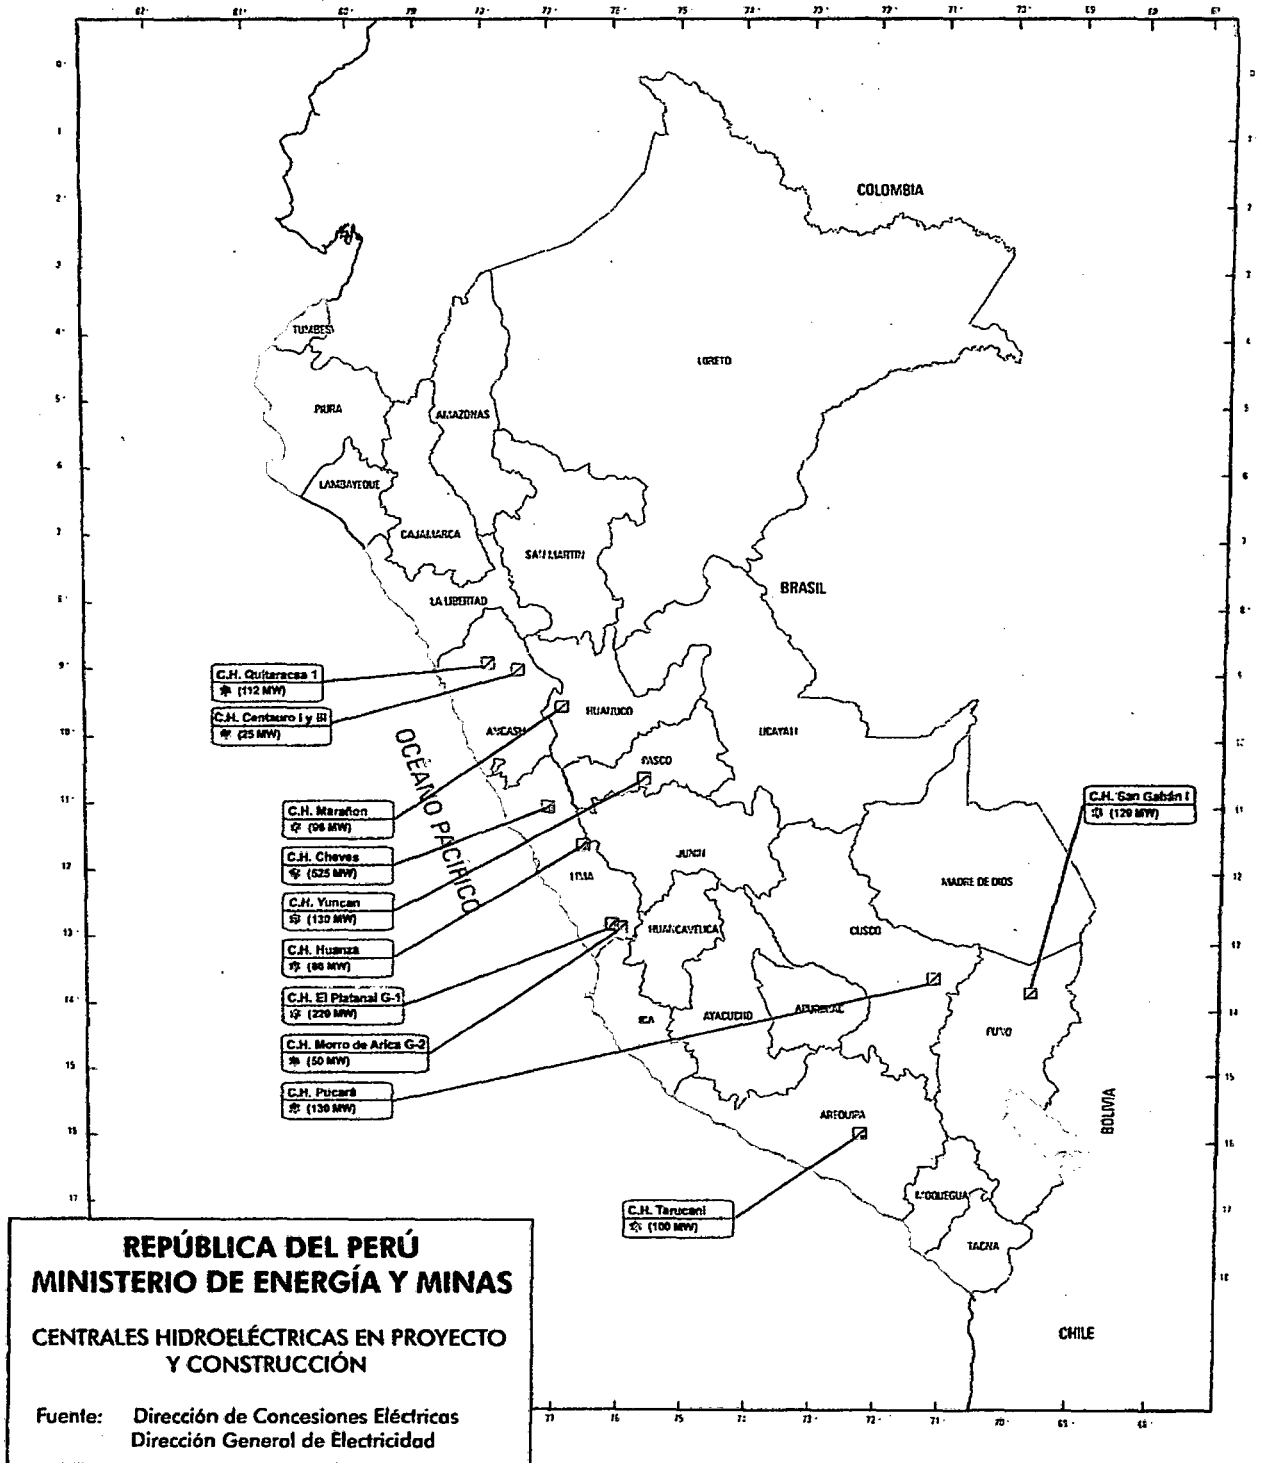 COLOMBIA
TUMBES
LORETO
PIURA
AMAZONAS
LAMBAYEQUE
CAJAMARCA
SAN MARTIN
BRASIL
LA LIBERTAD
C.H. Quitaracsa 1
(112 MW)
C.H. Centauro I y III
(25 MW)
HUANUCO
ANCASH
UCAYALI
PASCO
OCÉANO PACÍFICO
C.H. San Gabán I
(120 MW)
C.H. Marañon
(96 MW)
C.H. Cheves
(525 MW)
JUNIN
LIMA
MADRE DE DIOS
C.H. Yuncan
(130 MW)
HUANCAVELICA
CUSCO
C.H. Huanza
(86 MW)
C.H. El Platanal G-1
(220 MW)
ICA
AYACUCHO
APURIMAC
PUNO
C.H. Morro de Arica G-2
(50 MW)
C.H. Pucará
(130 MW)
BOLIVIA
AREQUIPA
MOQUEGUA
C.H. Tarucani
(100 MW)
TACNA
CHILE
REPÚBLICA DEL PERÚ
MINISTERIO DE ENERGÍA Y MINAS
CENTRALES HIDROELÉCTRICAS EN PROYECTO
Y CONSTRUCCIÓN
Fuente: Dirección de Concesiones Eléctricas
Dirección General de Electricidad